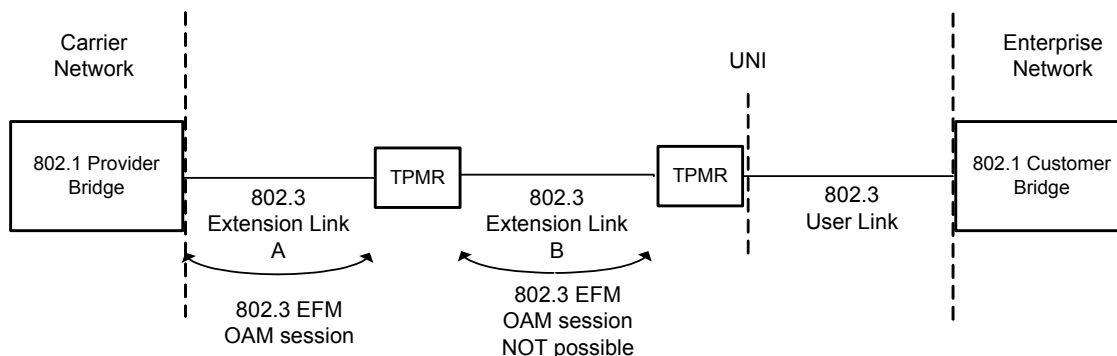 Carrier
Network
Enterprise
Network
UNI
802.1 Provider
Bridge
TPMR
TPMR
802.1 Customer
Bridge
802.3
Extension Link
A
802.3
Extension Link
B
802.3
User Link
802.3 EFM
OAM session
802.3 EFM
OAM session
NOT possible